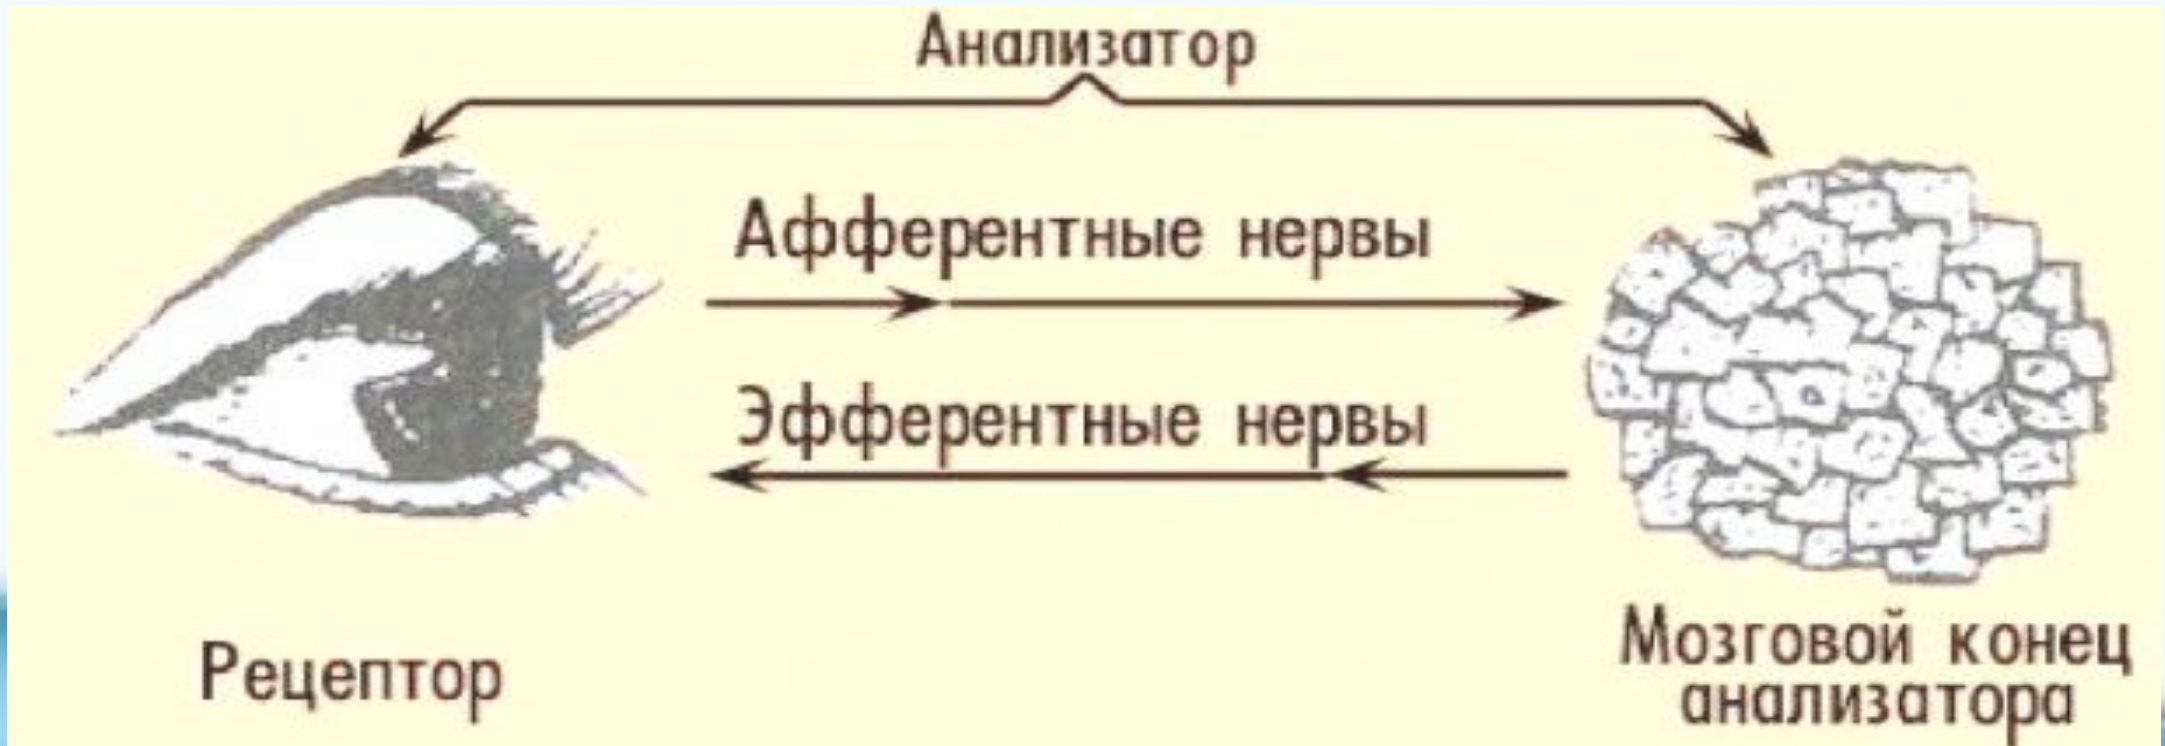 Анализатор
Афферентные нервы
Эфферентные нервы
Рецептор
Мозговой конец
анализатора